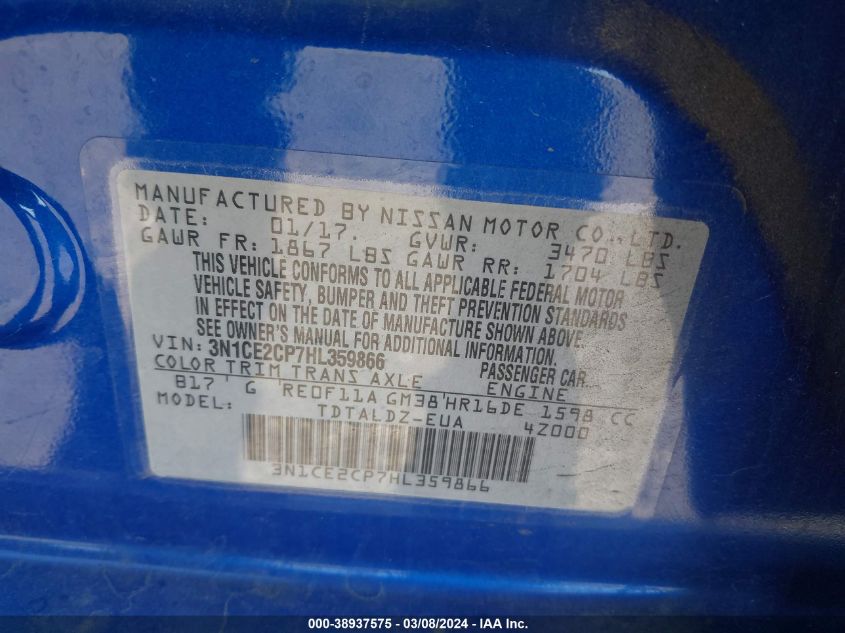 MANUFACTURED BY NISSAN MOTOR CO.,LTD.
DATE: 01/17. GVWR: 3470 LBS
GAWR FR: 1867 LBS GAWR RR: 1704 LBS
THIS VEHICLE CONFORMS TO ALL APPLICABLE FEDERAL MOTOR
VEHICLE SAFETY, BUMPER AND THEFT PREVENTION STANDARDS
IN EFFECT ON THE DATE OF MANUFACTURE SHOWN ABOVE.
SEE OWNER'S MANUAL FOR ADDITIONAL INFORMATION.
VIN: 3N1CE2CP7HL359866 PASSENGER CAR
COLOR TRIM TRANS AXLE ENGINE
B17 G RE0F11A GM38 HR16DE 1598 CC
MODEL: TDTALDZ-EUA 4Z000
3N1CE2CP7HL359866
000-38937575 - 03/08/2024 - IAA Inc.